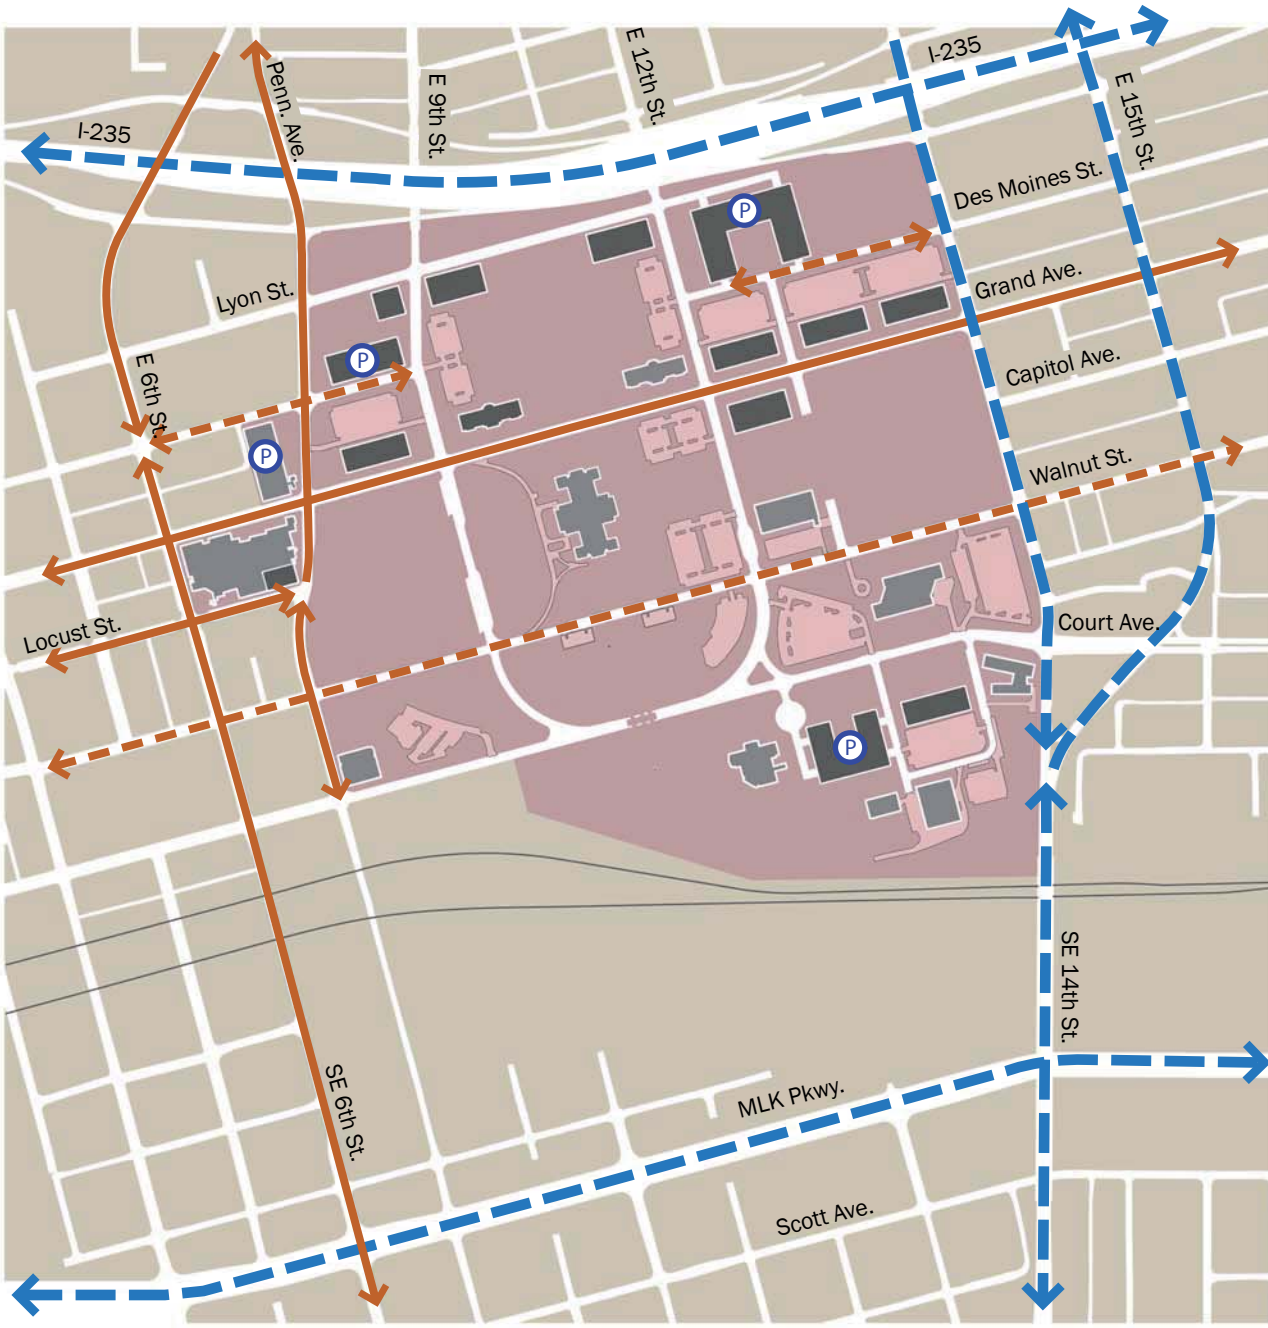 I-235
E 12th St.
Penn. Ave.
E 9th St.
E 15th St.
I-235
P
Des Moines St.
Grand Ave.
Lyon St.
P
E 6th St.
Capitol Ave.
P
Walnut St.
Locust St.
Court Ave.
P
SE 14th St.
SE 6th St.
MLK Pkwy.
Scott Ave.